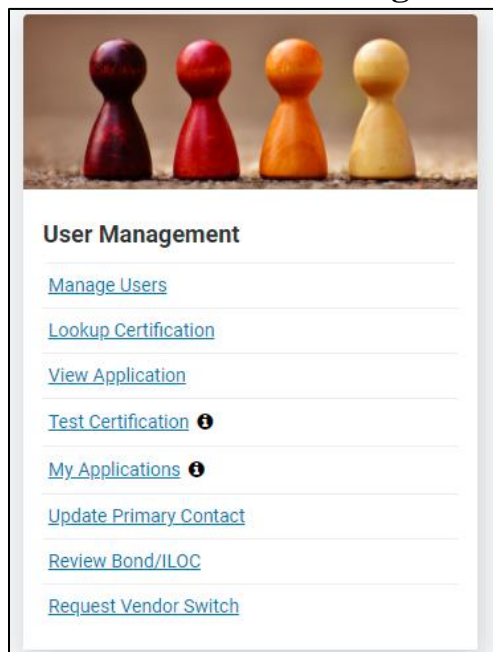 User Management
Manage Users
Lookup Certification
View Application
Test Certification
My Applications
Update Primary Contact
Review Bond/ILOC
Request Vendor Switch